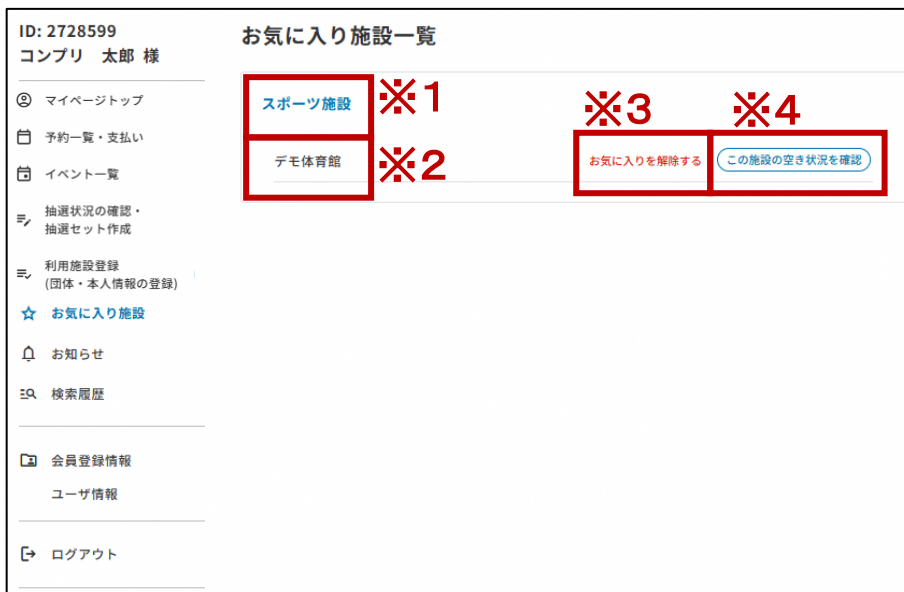 ID: 2728599
コンプリ　太郎 様
マイページトップ
予約一覧・支払い
イベント一覧
抽選状況の確認・
抽選セット作成
利用施設登録
(団体・本人情報の登録)
お気に入り施設
お知らせ
検索履歴
会員登録情報
ユーザ情報
ログアウト
お気に入り施設一覧
スポーツ施設
※1
デモ体育館
※2
※3
お気に入りを解除する
※4
この施設の空き状況を確認